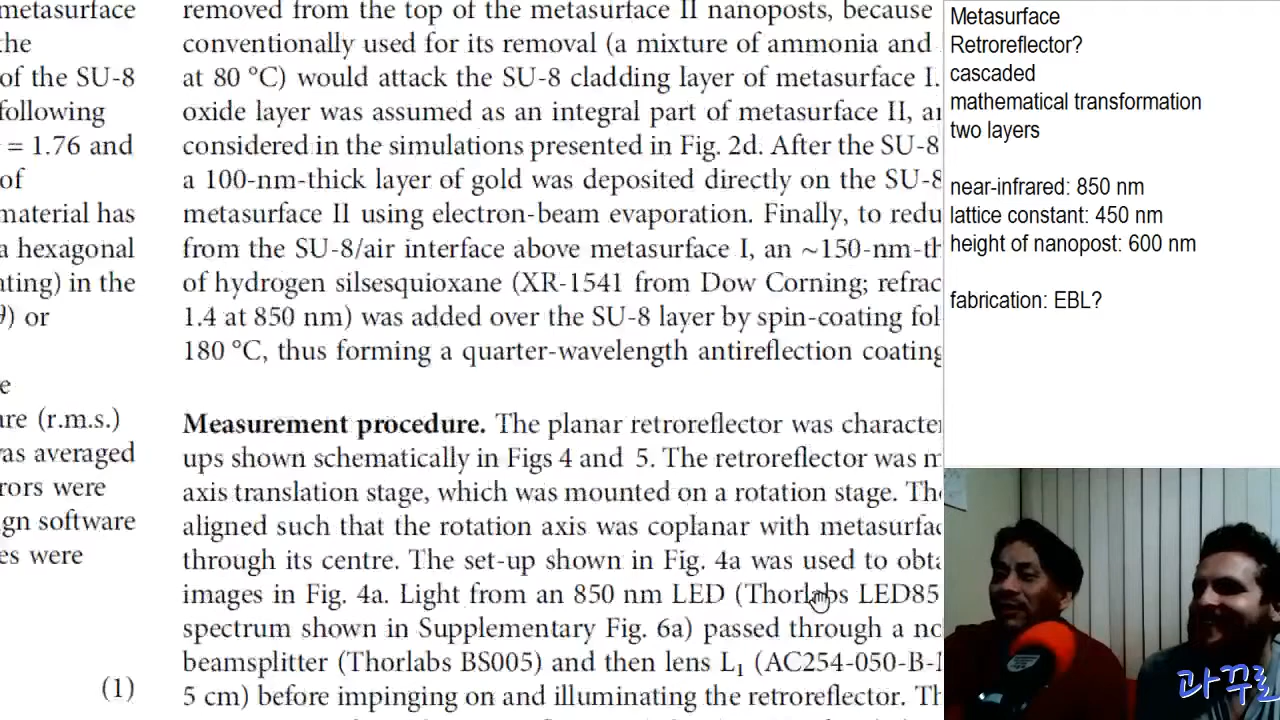 metasurface
the
of the SU-8
following
= 1.76 and
of
material has
a hexagonal
ating) in the
) or
e
are (r.m.s.)
was averaged
rors were
gn software
es were
(1)
removed from the top of the metasurface II nanoposts, because
conventionally used for its removal (a mixture of ammonia and
at 80 °C) would attack the SU-8 cladding layer of metasurface I.
oxide layer was assumed as an integral part of metasurface II, an
considered in the simulations presented in Fig. 2d. After the SU-8
a 100-nm-thick layer of gold was deposited directly on the SU-8
metasurface II using electron-beam evaporation. Finally, to redu
from the SU-8/air interface above metasurface I, an ~150-nm-th
of hydrogen silsesquioxane (XR-1541 from Dow Corning; refrac
1.4 at 850 nm) was added over the SU-8 layer by spin-coating fol
180 °C, thus forming a quarter-wavelength antireflection coating
Measurement procedure. The planar retroreflector was character
ups shown schematically in Figs 4 and 5. The retroreflector was m
axis translation stage, which was mounted on a rotation stage. The
aligned such that the rotation axis was coplanar with metasurfac
through its centre. The set-up shown in Fig. 4a was used to obta
images in Fig. 4a. Light from an 850 nm LED (Thorlabs LED85
spectrum shown in Supplementary Fig. 6a) passed through a no
beamsplitter (Thorlabs BS005) and then lens L₁ (AC254-050-B-
5 cm) before impinging on and illuminating the retroreflector. Th
Metasurface
Retroreflector?
cascaded
mathematical transformation
two layers
near-infrared: 850 nm
lattice constant: 450 nm
height of nanopost: 600 nm
fabrication: EBL?
과꾸로